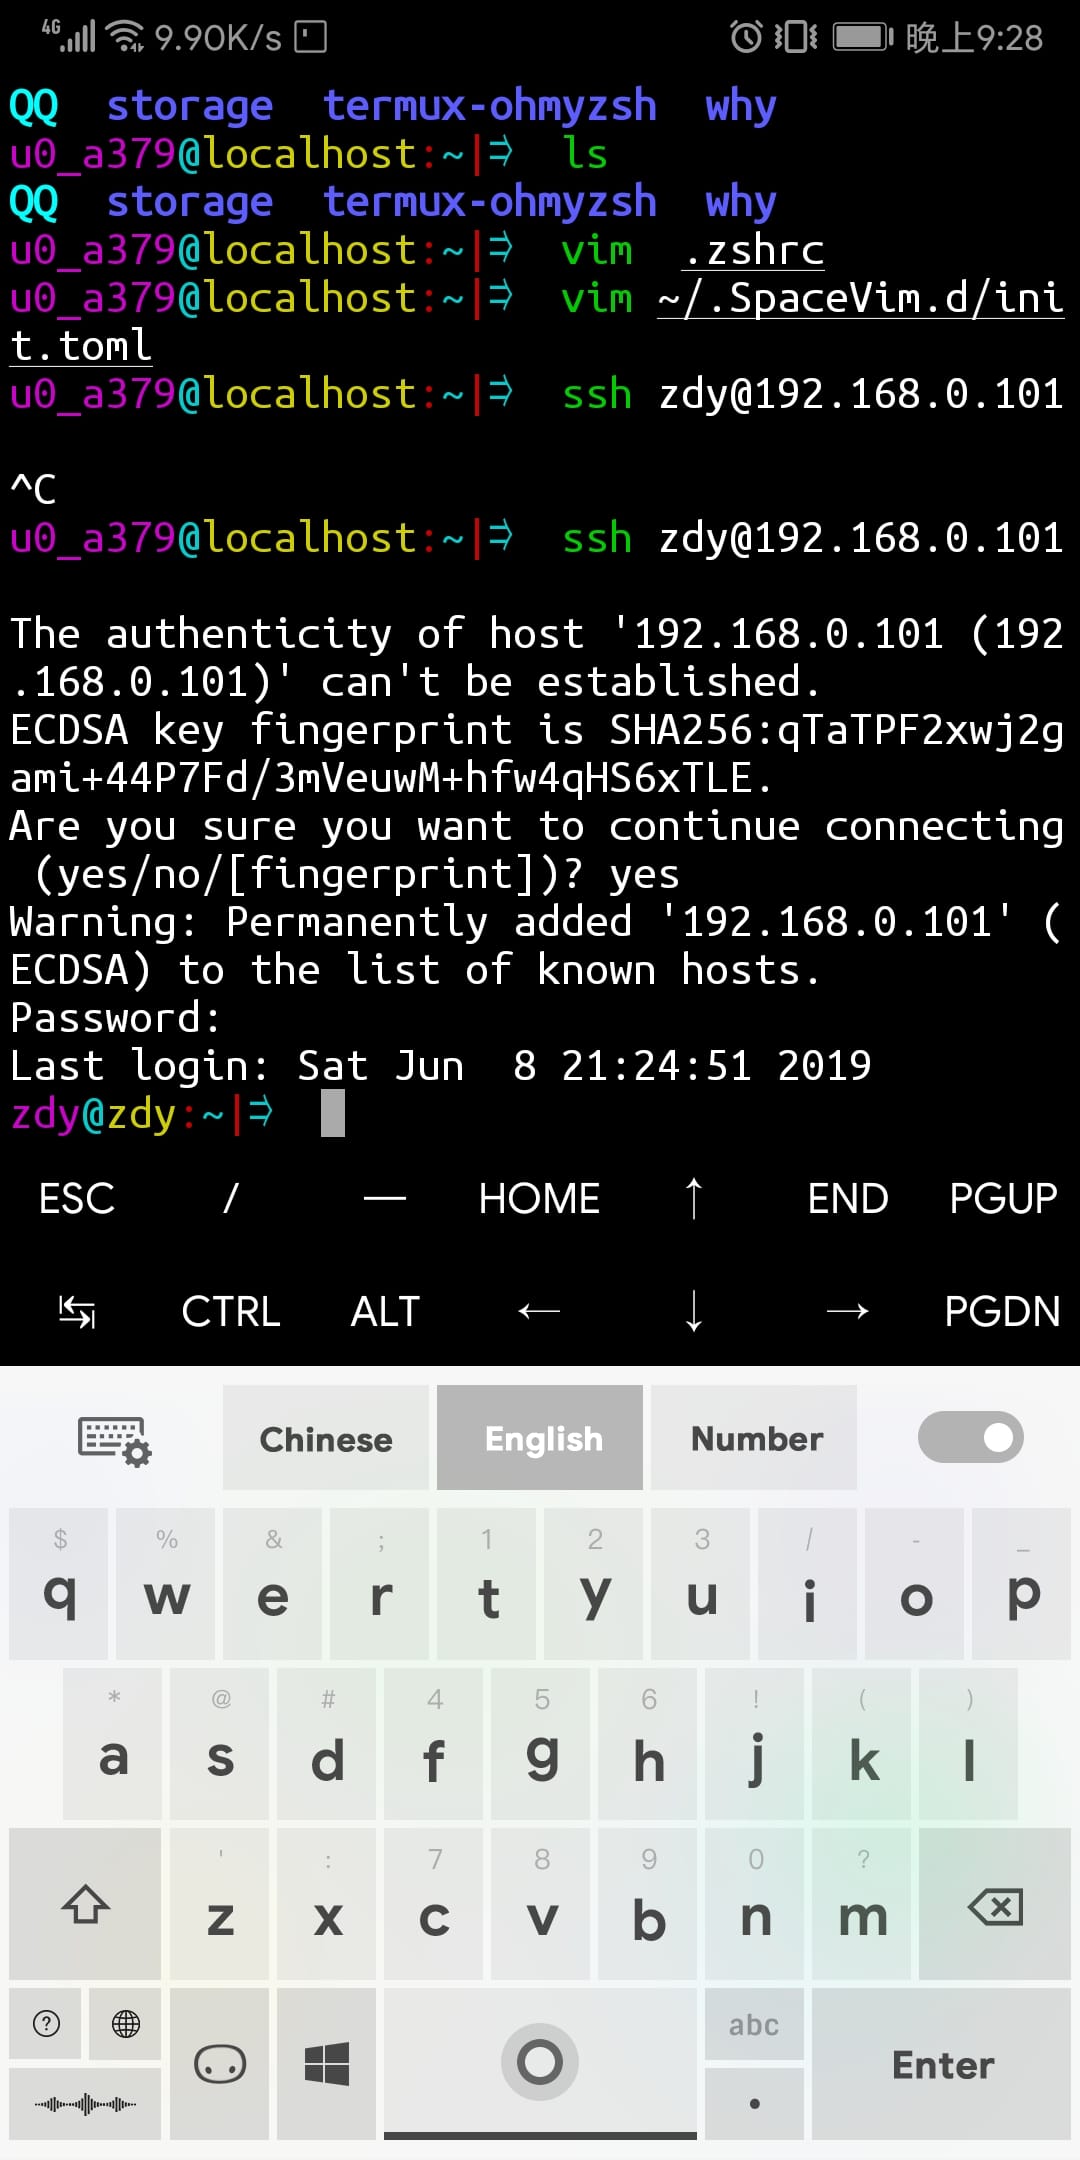 4G 9.90K/s 晚上9:28
QQ storage termux-ohmyzsh why
u0_a379@localhost:~|⇒ ls
QQ storage termux-ohmyzsh why
u0_a379@localhost:~|⇒ vim .zshrc
u0_a379@localhost:~|⇒ vim ~/.SpaceVim.d/ini
t.toml
u0_a379@localhost:~|⇒ ssh zdy@192.168.0.101
^C
u0_a379@localhost:~|⇒ ssh zdy@192.168.0.101
The authenticity of host '192.168.0.101 (192
.168.0.101)' can't be established.
ECDSA key fingerprint is SHA256:qTaTPF2xwj2g
ami+44P7Fd/3mVeuwM+hfw4qHS6xTLE.
Are you sure you want to continue connecting
(yes/no/[fingerprint])? yes
Warning: Permanently added '192.168.0.101' (
ECDSA) to the list of known hosts.
Password:
Last login: Sat Jun  8 21:24:51 2019
zdy@zdy:~|⇒
ESC / — HOME ↑ END PGUP
↹ CTRL ALT ← ↓ → PGDN
Chinese English Number
$ % & ; 1 2 3 / - _
q w e r t y u i o p
* @ # 4 5 6 ! ( )
a s d f g h j k l
' : 7 8 9 0 ?
z x c v b n m
? abc
. Enter